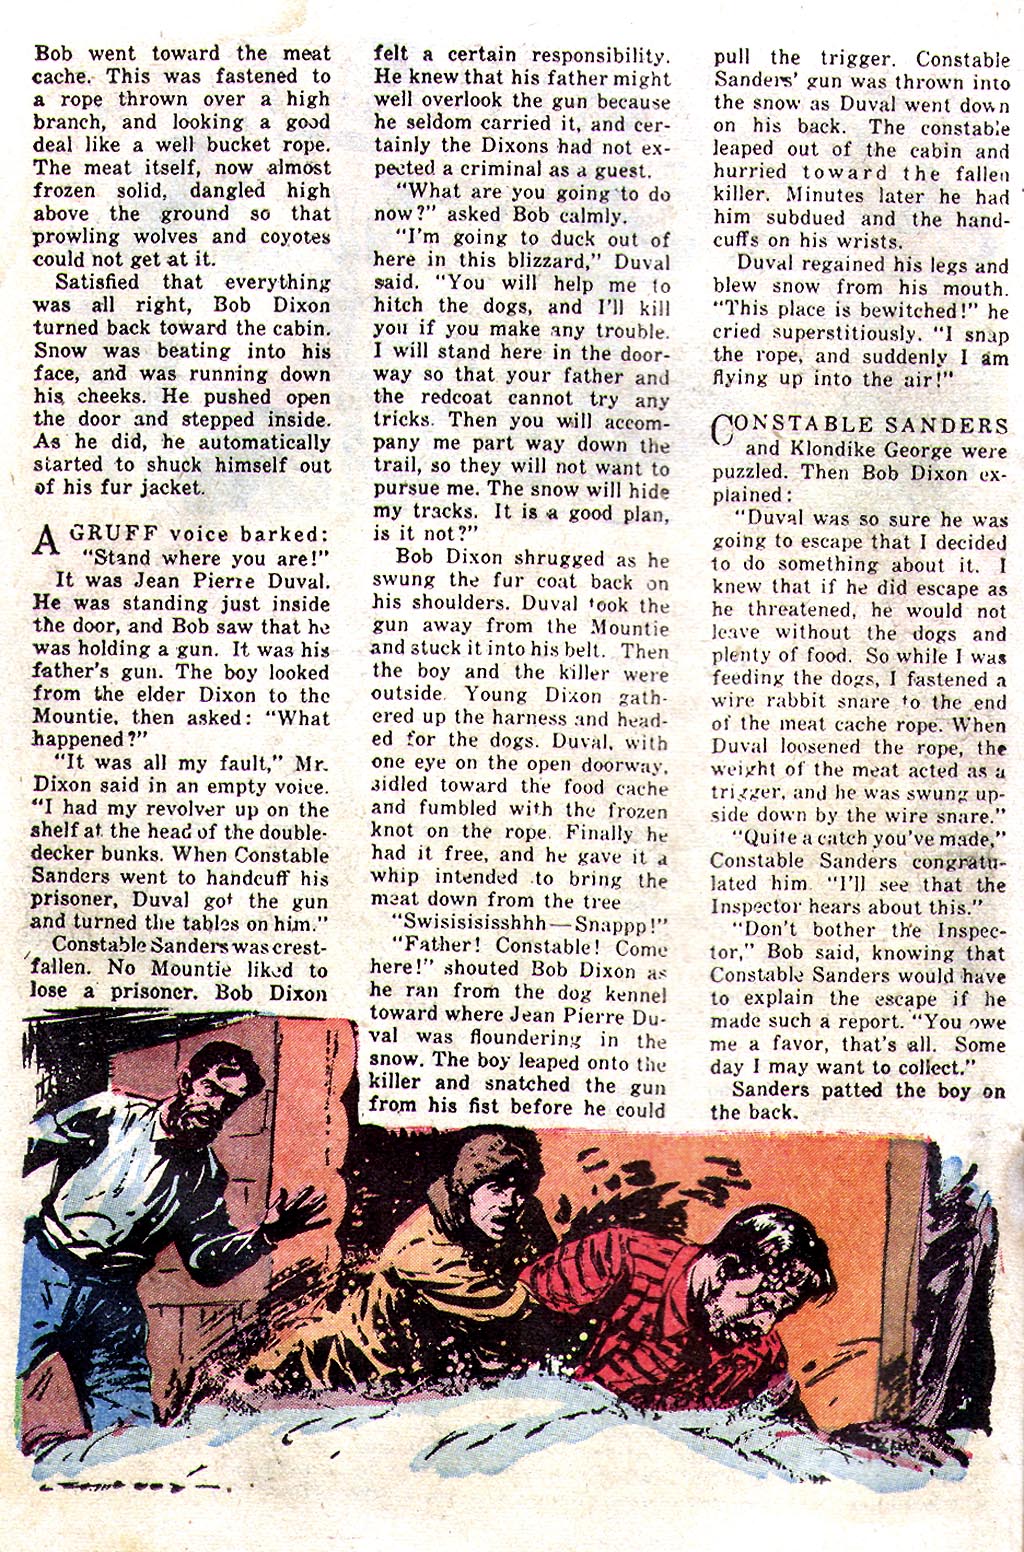 Bob went toward the meat
cache. This was fastened to
a rope thrown over a high
branch, and looking a good
deal like a well bucket rope.
The meat itself, now almost
frozen solid, dangled high
above the ground so that
prowling wolves and coyotes
could not get at it.
Satisfied that everything
was all right, Bob Dixon
turned back toward the cabin.
Snow was beating into his
face, and was running down
his cheeks. He pushed open
the door and stepped inside.
As he did, he automatically
started to shuck himself out
of his fur jacket.
A GRUFF voice barked:
"Stand where you are!"
It was Jean Pierre Duval.
He was standing just inside
the door, and Bob saw that he
was holding a gun. It was his
father's gun. The boy looked
from the elder Dixon to the
Mountie, then asked: "What
happened?"
"It was all my fault," Mr.
Dixon said in an empty voice.
"I had my revolver up on the
shelf at the head of the double-
decker bunks. When Constable
Sanders went to handcuff his
prisoner, Duval got the gun
and turned the tables on him."
Constable Sanders was crest-
fallen. No Mountie liked to
lose a prisoner. Bob Dixon
felt a certain responsibility.
He knew that his father might
well overlook the gun because
he seldom carried it, and cer-
tainly the Dixons had not ex-
pected a criminal as a guest.
"What are you going to do
now?" asked Bob calmly.
"I'm going to duck out of
here in this blizzard," Duval
said. "You will help me to
hitch the dogs, and I'll kill
you if you make any trouble.
I will stand here in the door-
way so that your father and
the redcoat cannot try any
tricks. Then you will accom-
pany me part way down the
trail, so they will not want to
pursue me. The snow will hide
my tracks. It is a good plan,
is it not?"
Bob Dixon shrugged as he
swung the fur coat back on
his shoulders. Duval took the
gun away from the Mountie
and stuck it into his belt. Then
the boy and the killer were
outside. Young Dixon gath-
ered up the harness and head-
ed for the dogs. Duval, with
one eye on the open doorway,
sidled toward the food cache
and fumbled with the frozen
knot on the rope. Finally he
had it free, and he gave it a
whip intended to bring the
meat down from the tree
"Swisisisisshhh—Snappp!"
"Father! Constable! Come
here!" shouted Bob Dixon as
he ran from the dog kennel
toward where Jean Pierre Du-
val was floundering in the
snow. The boy leaped onto the
killer and snatched the gun
from his fist before he could
pull the trigger. Constable
Sanders' gun was thrown into
the snow as Duval went down
on his back. The constable
leaped out of the cabin and
hurried toward the fallen
killer. Minutes later he had
him subdued and the hand-
cuffs on his wrists.
Duval regained his legs and
blew snow from his mouth.
"This place is bewitched!" he
cried superstitiously. "I snap
the rope, and suddenly I am
flying up into the air!"
CONSTABLE SANDERS
and Klondike George were
puzzled. Then Bob Dixon ex-
plained:
"Duval was so sure he was
going to escape that I decided
to do something about it. I
knew that if he did escape as
he threatened, he would not
leave without the dogs and
plenty of food. So while I was
feeding the dogs, I fastened a
wire rabbit snare to the end
of the meat cache rope. When
Duval loosened the rope, the
weight of the meat acted as a
trigger, and he was swung up-
side down by the wire snare."
"Quite a catch you've made,"
Constable Sanders congratu-
lated him. "I'll see that the
Inspector hears about this."
"Don't bother the Inspec-
tor," Bob said, knowing that
Constable Sanders would have
to explain the escape if he
made such a report. "You owe
me a favor, that's all. Some
day I may want to collect."
Sanders patted the boy on
the back.